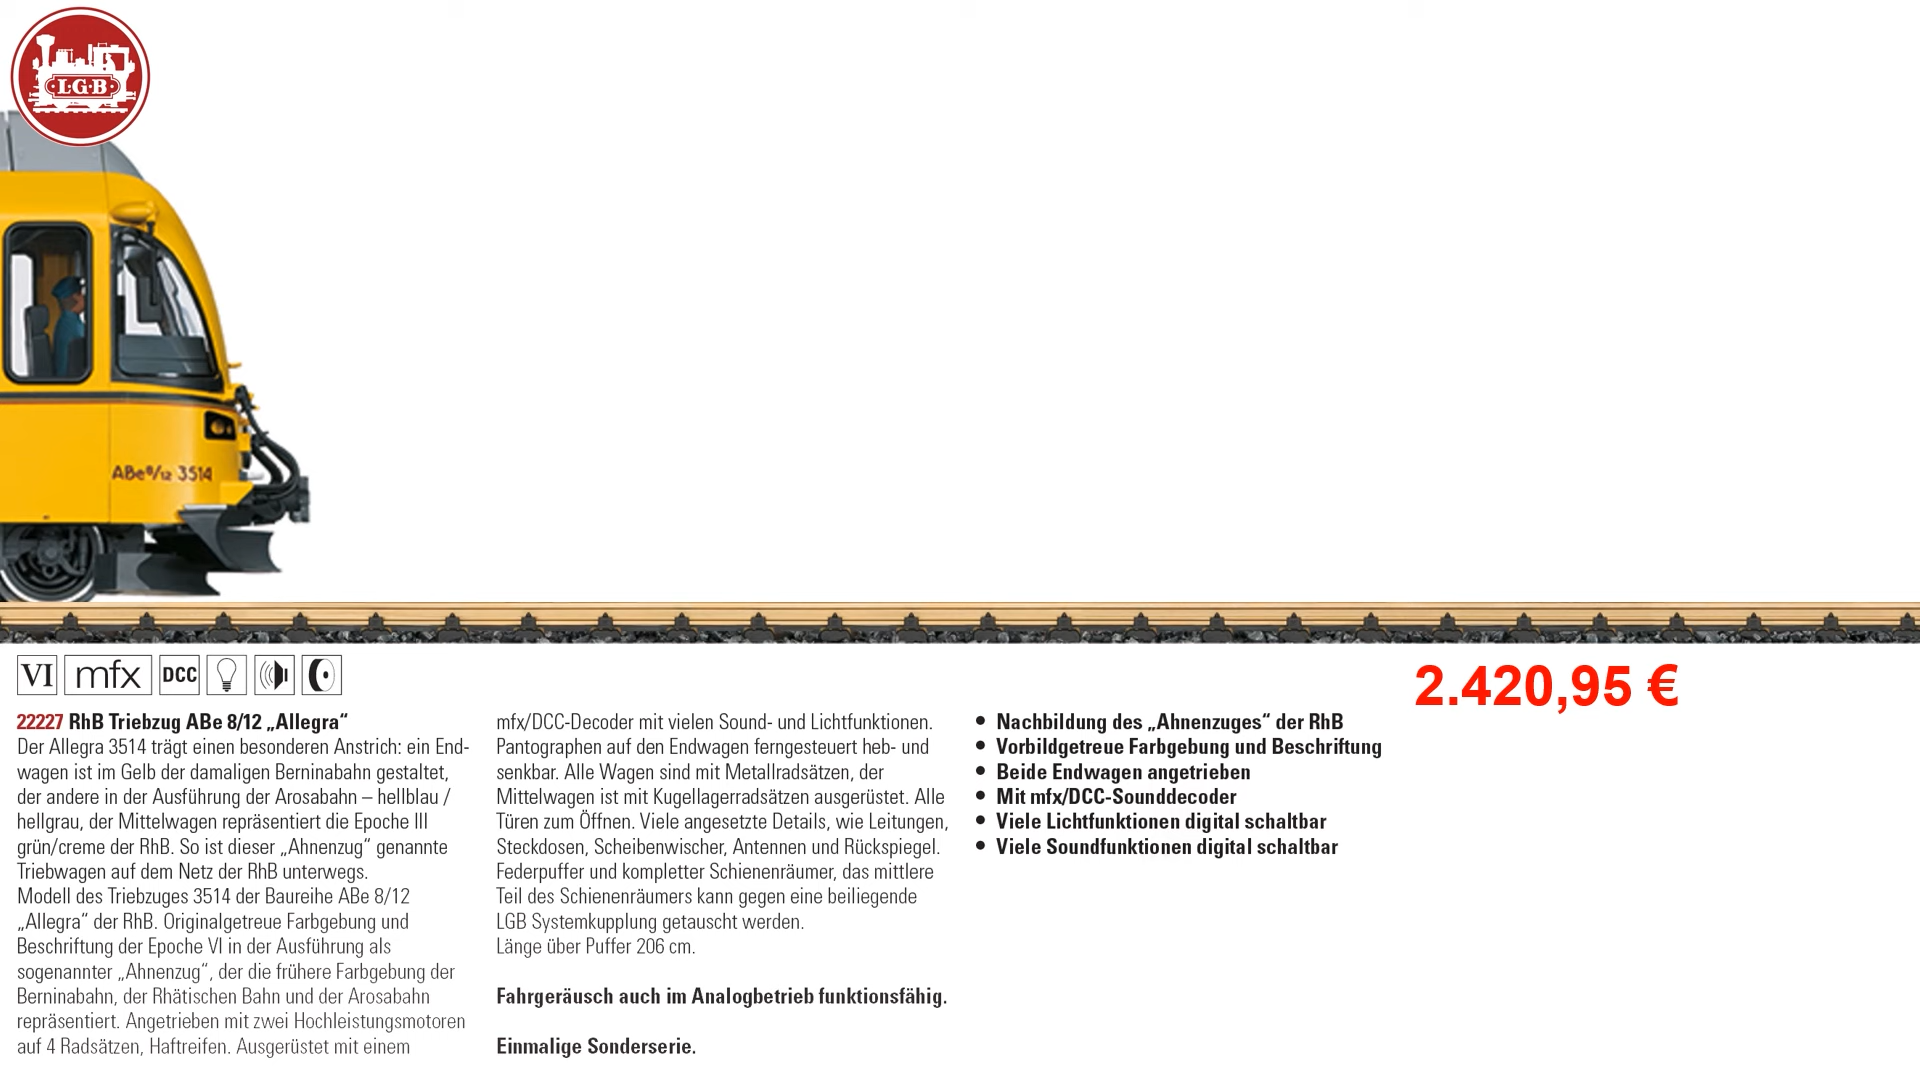 L·G·B
ABe 8/12 3514
VI mfx DCC
2.420,95 €
22227 RhB Triebzug ABe 8/12 „Allegra“
Der Allegra 3514 trägt einen besonderen Anstrich: ein End-
wagen ist im Gelb der damaligen Berninabahn gestaltet,
der andere in der Ausführung der Arosabahn – hellblau /
hellgrau, der Mittelwagen repräsentiert die Epoche III
grün/creme der RhB. So ist dieser „Ahnenzug“ genannte
Triebwagen auf dem Netz der RhB unterwegs.
Modell des Triebzuges 3514 der Baureihe ABe 8/12
„Allegra“ der RhB. Originalgetreue Farbgebung und
Beschriftung der Epoche VI in der Ausführung als
sogenannter „Ahnenzug“, der die frühere Farbgebung der
Berninabahn, der Rhätischen Bahn und der Arosabahn
repräsentiert. Angetrieben mit zwei Hochleistungsmotoren
auf 4 Radsätzen, Haftreifen. Ausgerüstet mit einem
mfx/DCC-Decoder mit vielen Sound- und Lichtfunktionen.
Pantographen auf den Endwagen ferngesteuert heb- und
senkbar. Alle Wagen sind mit Metallradsätzen, der
Mittelwagen ist mit Kugellagerradsätzen ausgerüstet. Alle
Türen zum Öffnen. Viele angesetzte Details, wie Leitungen,
Steckdosen, Scheibenwischer, Antennen und Rückspiegel.
Federpuffer und kompletter Schienenräumer, das mittlere
Teil des Schienenräumers kann gegen eine beiliegende
LGB Systemkupplung getauscht werden.
Länge über Puffer 206 cm.
Fahrgeräusch auch im Analogbetrieb funktionsfähig.
Einmalige Sonderserie.
• Nachbildung des „Ahnenzuges“ der RhB
• Vorbildgetreue Farbgebung und Beschriftung
• Beide Endwagen angetrieben
• Mit mfx/DCC-Sounddecoder
• Viele Lichtfunktionen digital schaltbar
• Viele Soundfunktionen digital schaltbar